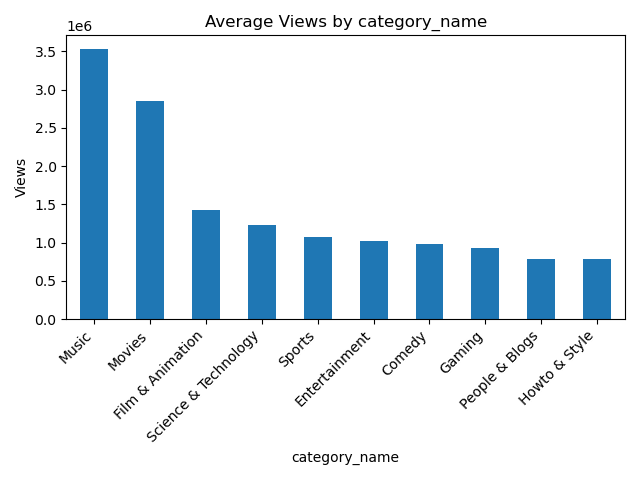 Average Views by category_name
1e6
3.5
3.0
2.5
2.0
1.5
1.0
0.5
0.0
Views
Music
Movies
Film & Animation
Science & Technology
Sports
Entertainment
Comedy
Gaming
People & Blogs
Howto & Style
category_name